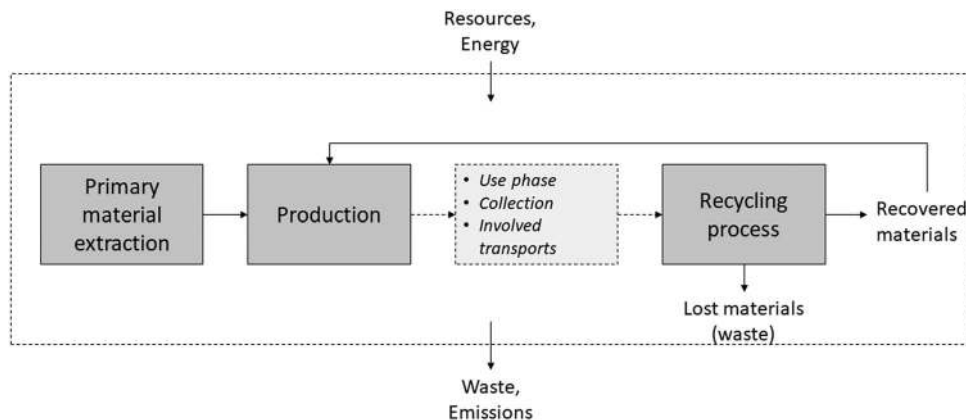 Resources,
Energy
Primary
material
extraction
Production
• Use phase
• Collection
• Involved
transports
Recycling
process
Recovered
materials
Lost materials
(waste)
Waste,
Emissions